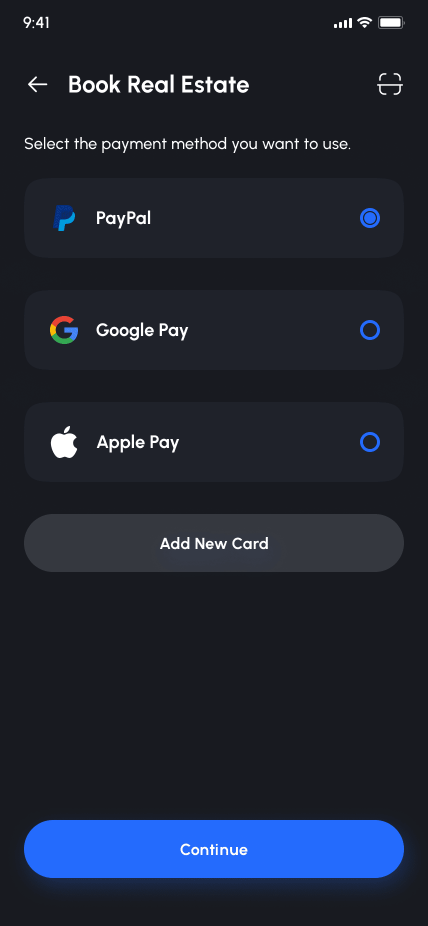 9:41
Book Real Estate
Select the payment method you want to use.
PayPal
Google Pay
Apple Pay
Add New Card
Continue